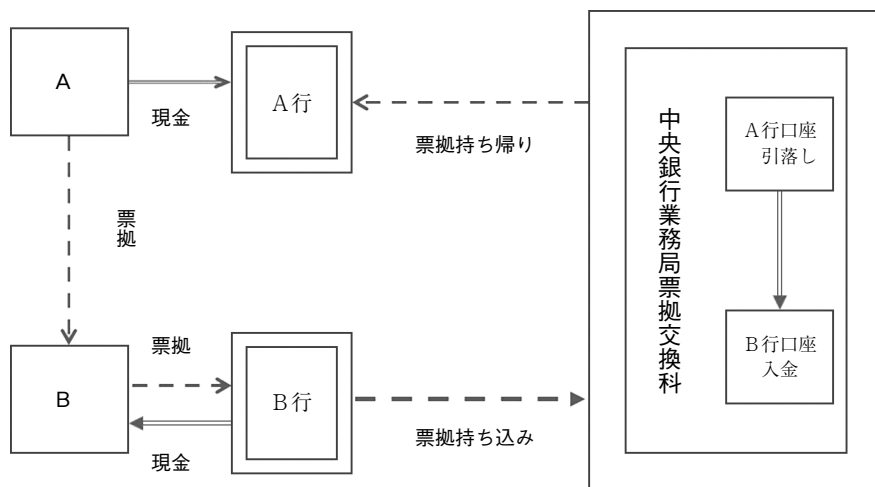 A
現金
A行
票拠持ち帰り
票拠
B
票拠
現金
B行
票拠持ち込み
中央銀行業務局票拠交換科
A行口座
引落し
B行口座
入金